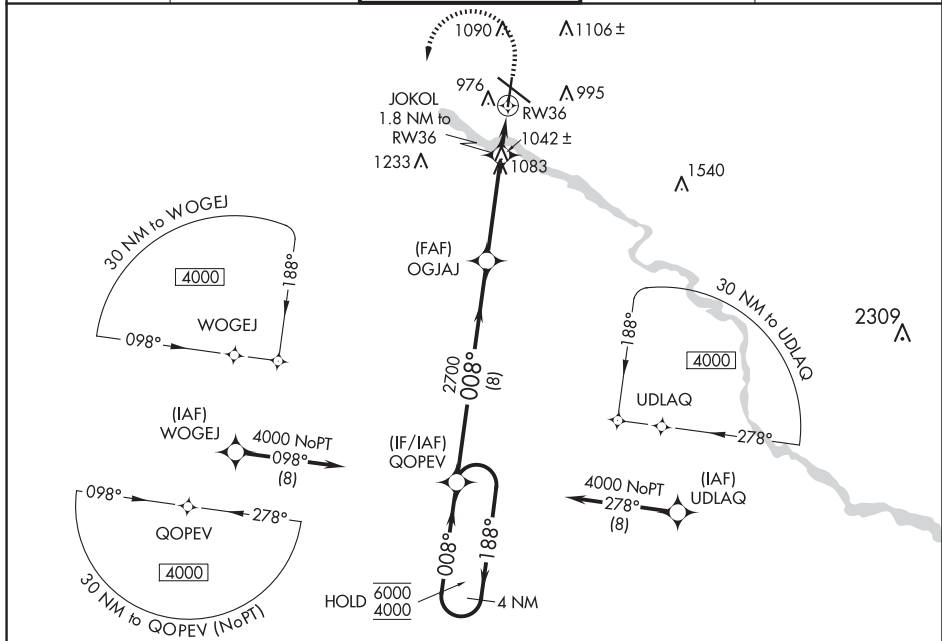 1090
1106 ±
976
995
JOKOL
1.8 NM to
RW36
RW36
1042 ±
1233
1083
1540
30 NM to WOGEJ
4000
188°
098°
WOGEJ
(FAF)
OGJAJ
30 NM to UDLAQ
188°
4000
UDLAQ
278°
2309
2700
008°
(8)
(IAF)
WOGEJ
4000 NoPT
098°
(8)
(IF/IAF)
QOPEV
4000 NoPT
278°
(8)
(IAF)
UDLAQ
098°
278°
QOPEV
4000
30 NM to QOPEV (NoPT)
008°
188°
HOLD
6000
4000
4 NM